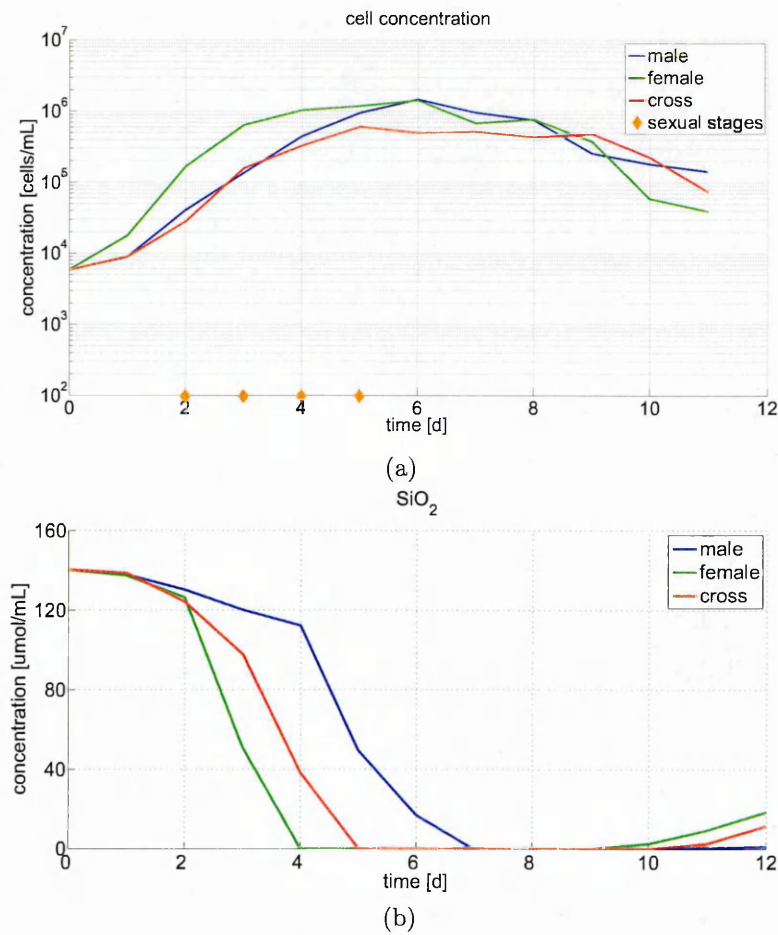 cell concentration
10^7
10^6
10^5
10^4
10^3
10^2
concentration [cells/mL]
male
female
cross
sexual stages
0 2 4 6 8 10 12
time [d]
(a)
SiO_2
160
120
80
40
0
concentration [umol/mL]
male
female
cross
0 2 4 6 8 10 12
time [d]
(b)